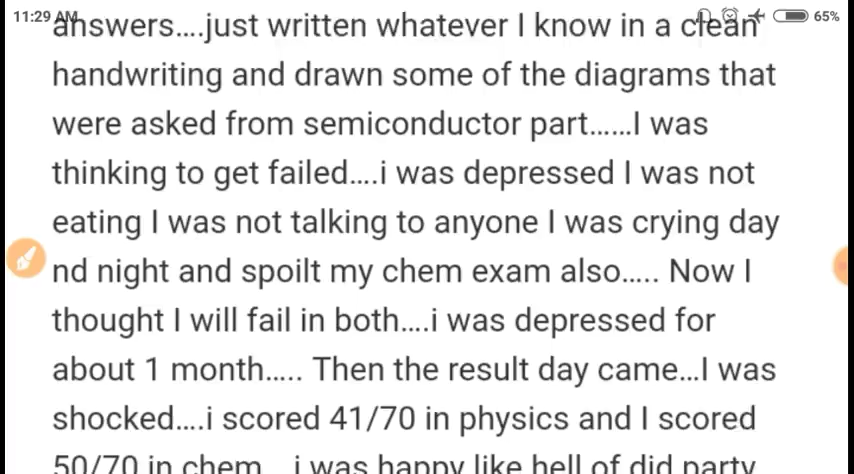 11:29 AM 65%
answers....just written whatever I know in a clean
handwriting and drawn some of the diagrams that
were asked from semiconductor part......I was
thinking to get failed....i was depressed I was not
eating I was not talking to anyone I was crying day
nd night and spoilt my chem exam also..... Now I
thought I will fail in both....i was depressed for
about 1 month..... Then the result day came...I was
shocked....i scored 41/70 in physics and I scored
50/70 in chem....i was happy like hell of did party